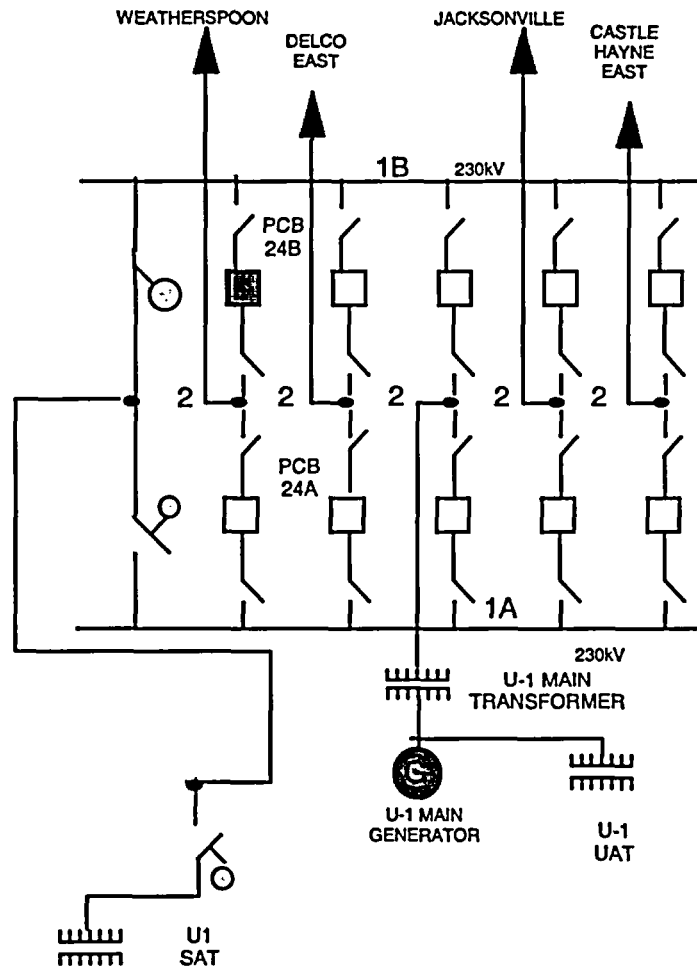 WEATHERSPOON
DELCO
EAST
JACKSONVILLE
CASTLE
HAYNE
EAST
1B
230kV
PCB
24B
2
2
2
2
PCB
24A
1A
230kV
U-1 MAIN
TRANSFORMER
G
U-1 MAIN
GENERATOR
U-1
UAT
U1
SAT